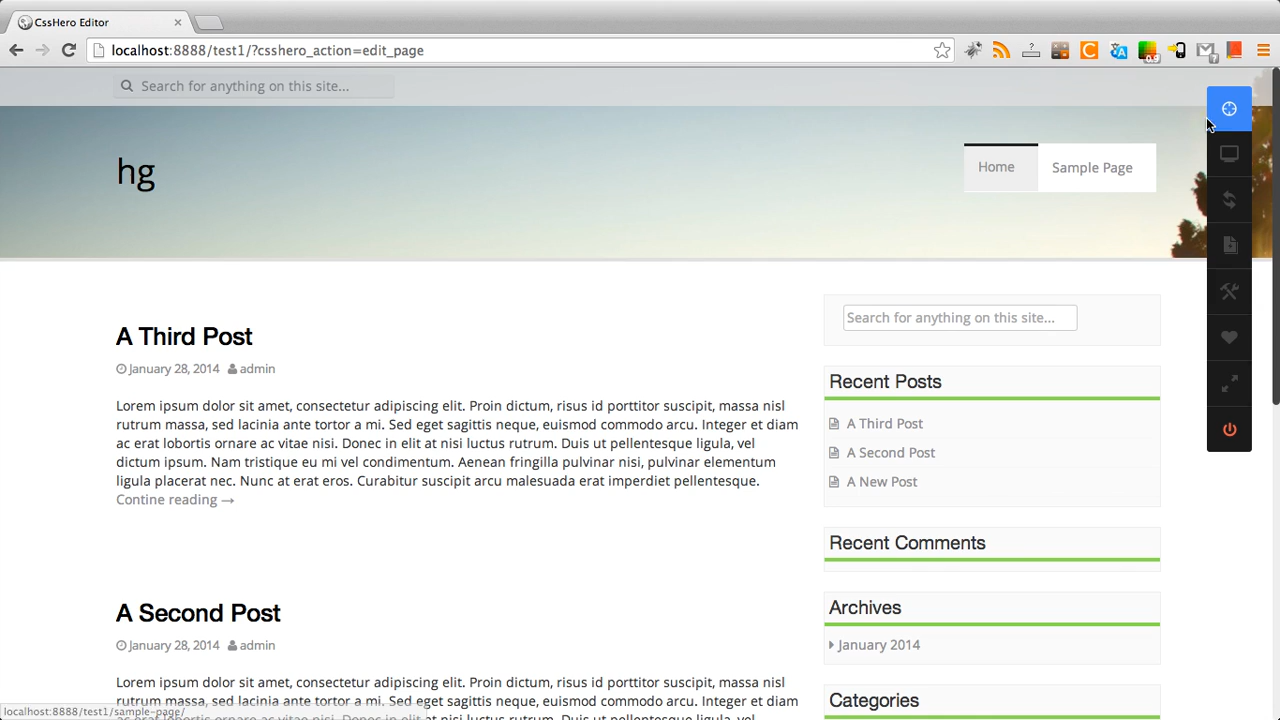 CssHero Editor
localhost:8888/test1/?csshero_action=edit_page
Search for anything on this site...
hg
Home
Sample Page
A Third Post
January 28, 2014 admin
Lorem ipsum dolor sit amet, consectetur adipiscing elit. Proin dictum, risus id porttitor suscipit, massa nisl
rutrum massa, sed lacinia ante tortor a mi. Sed eget sagittis neque, euismod commodo arcu. Integer et diam
ac erat lobortis ornare ac vitae nisi. Donec in elit at nisi luctus rutrum. Duis ut pellentesque ligula, vel
dictum ipsum. Nam tristique eu mi vel condimentum. Aenean fringilla pulvinar nisi, pulvinar elementum
ligula placerat nec. Nunc at erat eros. Curabitur suscipit arcu malesuada erat imperdiet pellentesque.
Contine reading →
A Second Post
January 28, 2014 admin
Lorem ipsum dolor sit amet, consectetur adipiscing elit. Proin dictum, risus id porttitor suscipit, massa nisl
rutrum massa, sed lacinia ante tortor a mi. Sed eget sagittis neque, euismod commodo arcu. Integer et diam
Search for anything on this site...
Recent Posts
A Third Post
A Second Post
A New Post
Recent Comments
Archives
January 2014
Categories
localhost:8888/test1/sample-page/